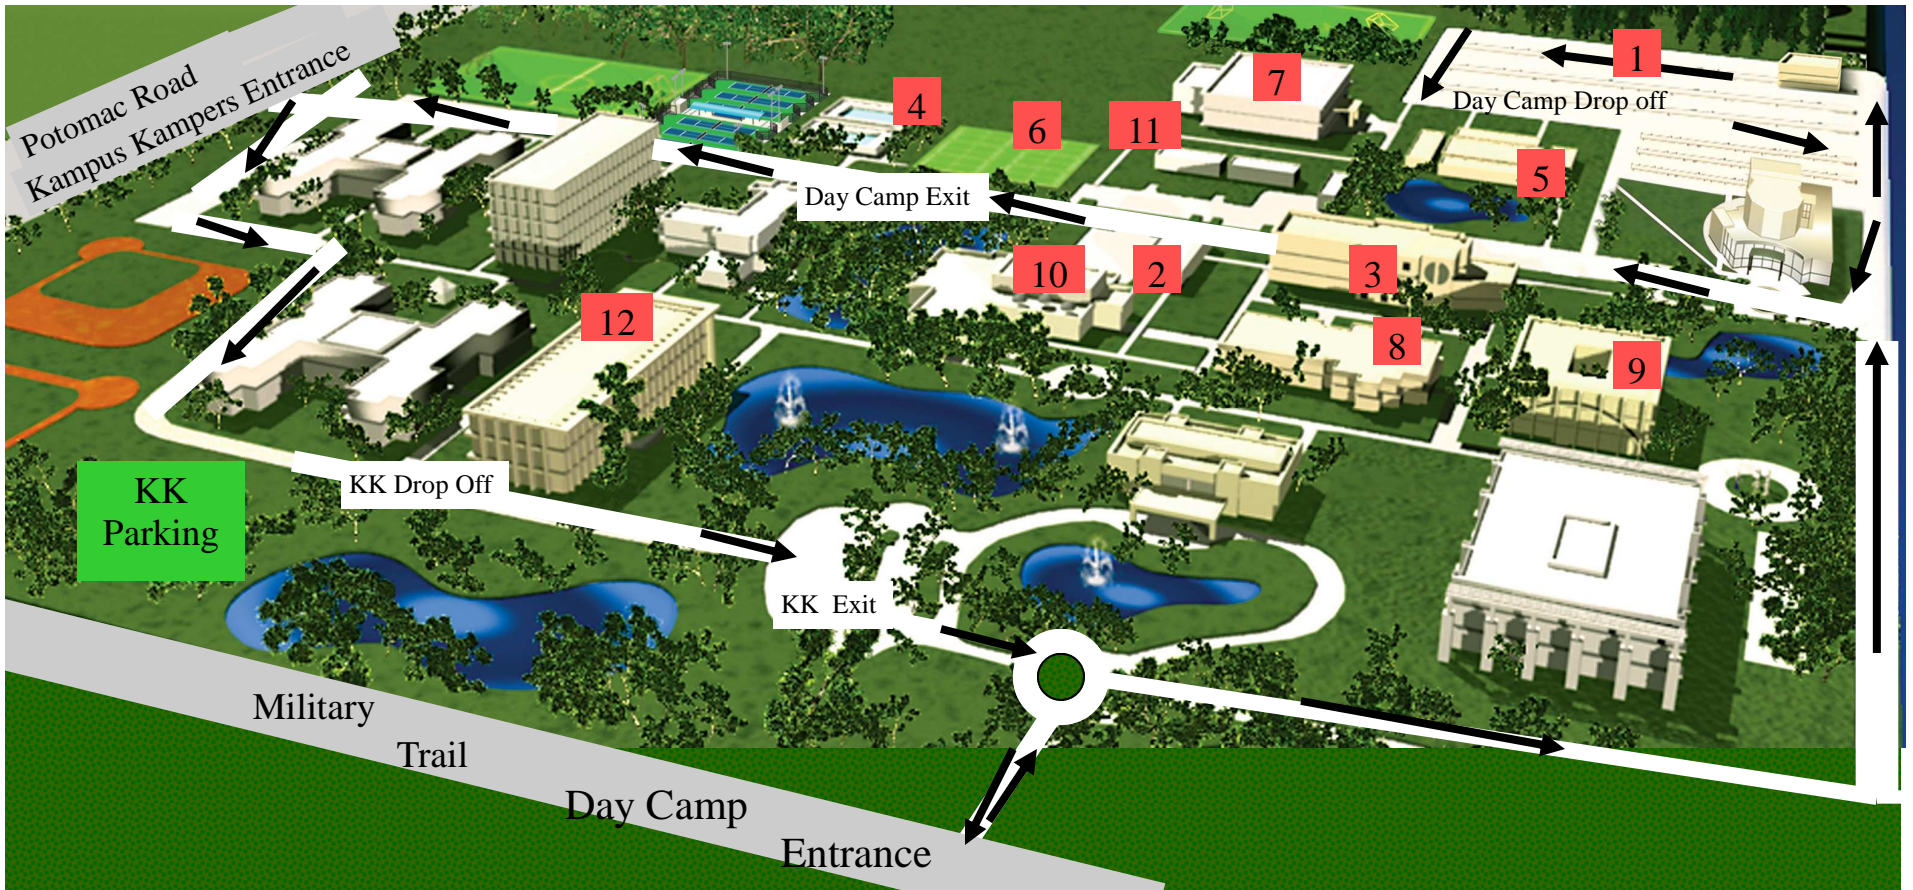 Potomac Road
Kampus Kampers Entrance
1
7
Day Camp Drop off
4
6
11
5
Day Camp Exit
10
2
3
12
8
9
KK Drop Off
KK
Parking
KK Exit
Military
Trail
Day Camp
Entrance